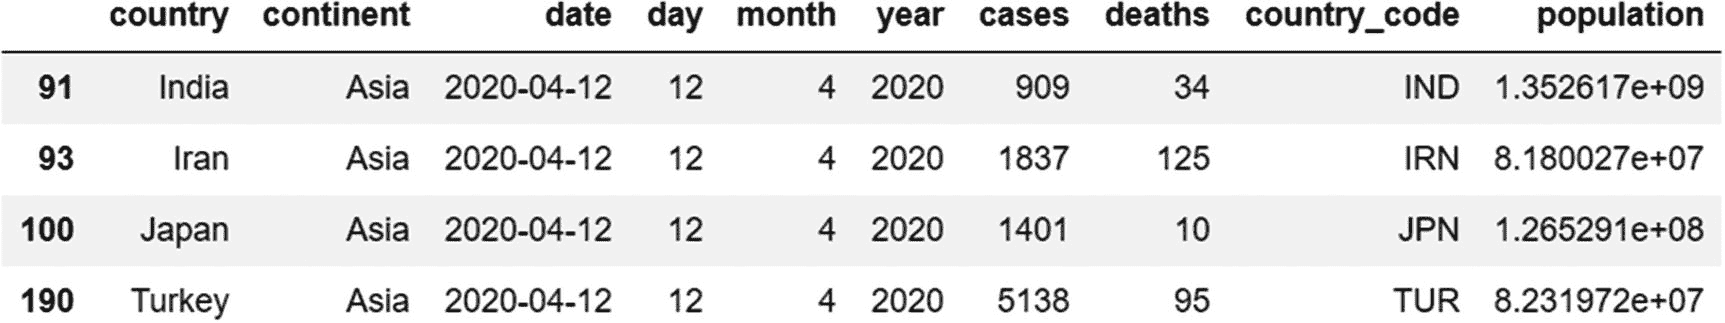 country continent date day month year cases deaths country_code population
91 India Asia 2020-04-12 12 4 2020 909 34 IND 1.352617e+09
93 Iran Asia 2020-04-12 12 4 2020 1837 125 IRN 8.180027e+07
100 Japan Asia 2020-04-12 12 4 2020 1401 10 JPN 1.265291e+08
190 Turkey Asia 2020-04-12 12 4 2020 5138 95 TUR 8.231972e+07